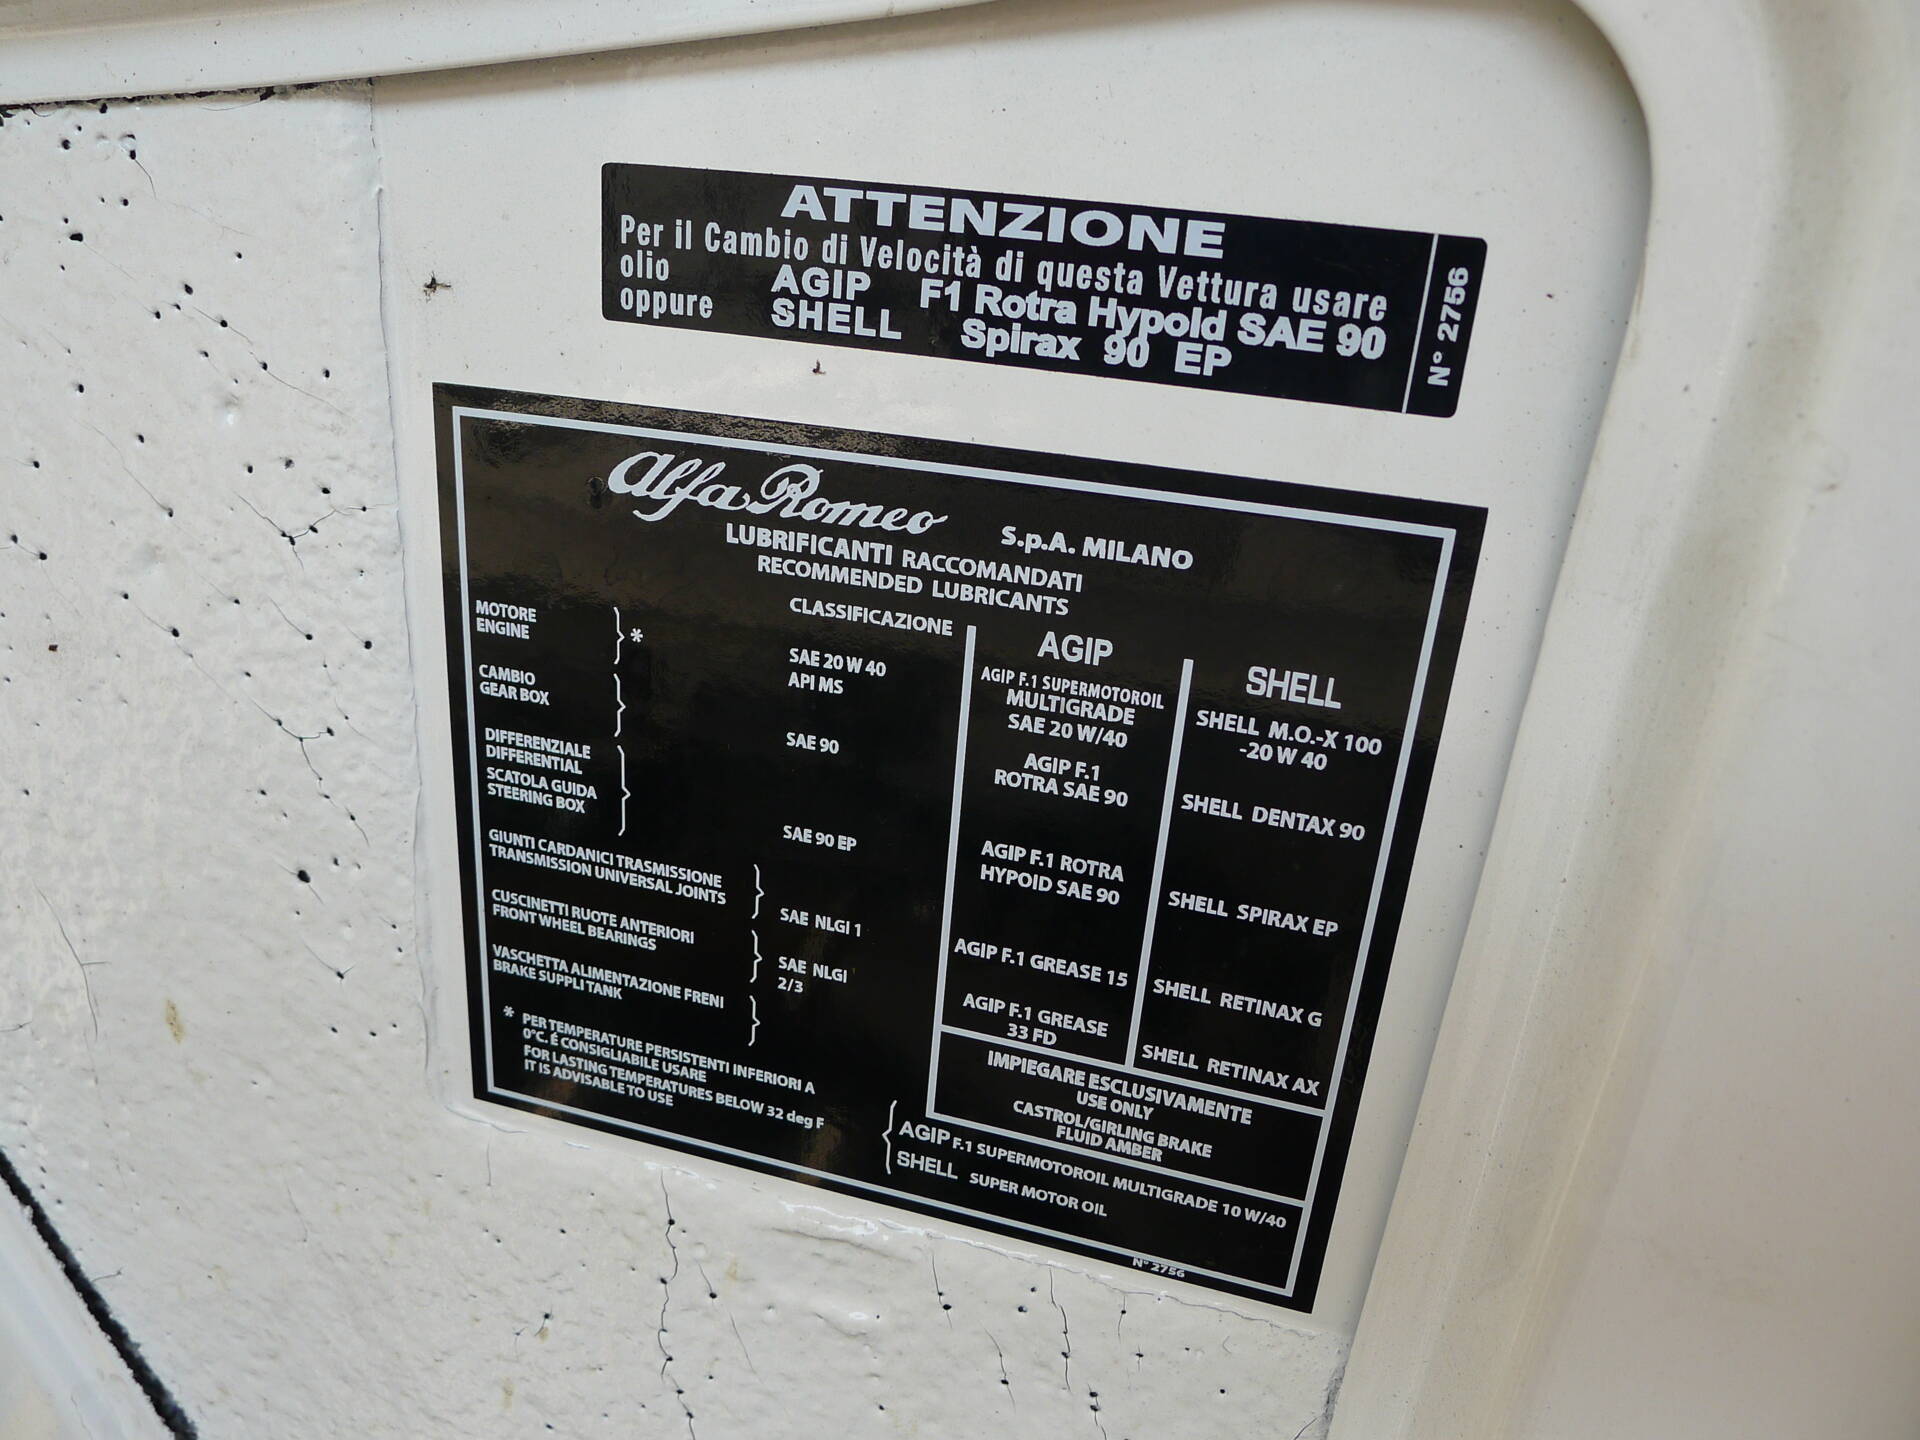 ATTENZIONE
Per il Cambio di Velocità di questa Vettura usare
olio AGIP F1 Rotra Hypold SAE 90
oppure SHELL Spirax 90 EP
N° 2756
Alfa Romeo S.p.A. MILANO
LUBRIFICANTI RACCOMANDATI
RECOMMENDED LUBRICANTS
CLASSIFICAZIONE
AGIP
SHELL
MOTORE
ENGINE
*
SAE 20 W 40
API MS
AGIP F.1 SUPERMOTOROIL
MULTIGRADE
SAE 20 W/40
SHELL M.O.-X 100
-20 W 40
CAMBIO
GEAR BOX
SAE 90
AGIP F.1
ROTRA SAE 90
SHELL DENTAX 90
DIFFERENZIALE
DIFFERENTIAL
SCATOLA GUIDA
STEERING BOX
SAE 90 EP
AGIP F.1 ROTRA
HYPOID SAE 90
SHELL SPIRAX EP
GIUNTI CARDANICI TRASMISSIONE
TRANSMISSION UNIVERSAL JOINTS
SAE NLGI 1
AGIP F.1 GREASE 15
SHELL RETINAX G
CUSCINETTI RUOTE ANTERIORI
FRONT WHEEL BEARINGS
SAE NLGI
2/3
AGIP F.1 GREASE
33 FD
SHELL RETINAX AX
VASCHETTA ALIMENTAZIONE FRENI
BRAKE SUPPLI TANK
IMPIEGARE ESCLUSIVAMENTE
USE ONLY
CASTROL/GIRLING BRAKE
FLUID AMBER
* PER TEMPERATURE PERSISTENTI INFERIORI A
0°C. É CONSIGLIABILE USARE
FOR LASTING TEMPERATURES BELOW 32 deg F
IT IS ADVISABLE TO USE
AGIP F.1 SUPERMOTOROIL MULTIGRADE 10 W/40
SHELL SUPER MOTOR OIL
N° 2756